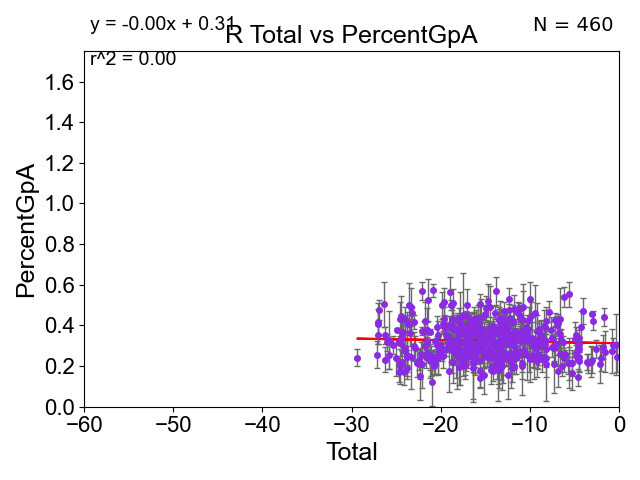 y = -0.00x + 0.31
N = 460
R Total vs PercentGpA
r^2 = 0.00
PercentGpA
1.6
1.4
1.2
1.0
0.8
0.6
0.4
0.2
0.0
−60 −50 −40 −30 −20 −10 0
Total